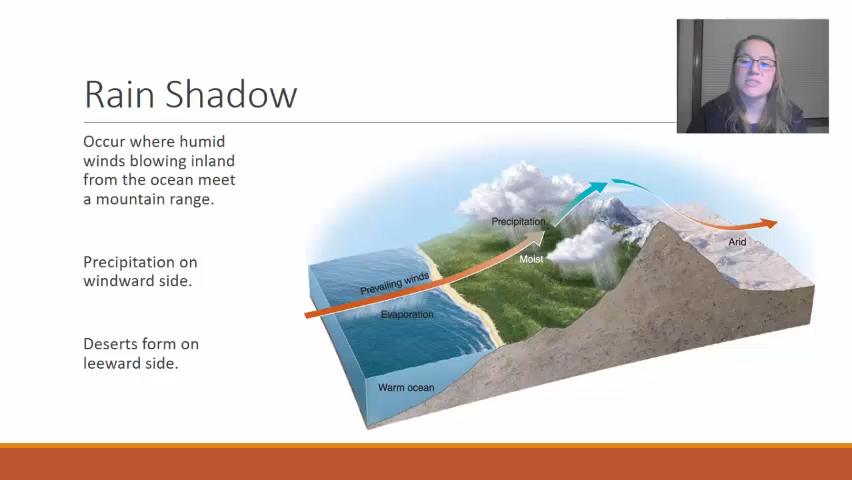 Rain Shadow
Occur where humid
winds blowing inland
from the ocean meet
a mountain range.
Precipitation on
windward side.
Deserts form on
leeward side.
Precipitation
Moist
Arid
Prevailing winds
Evaporation
Warm ocean